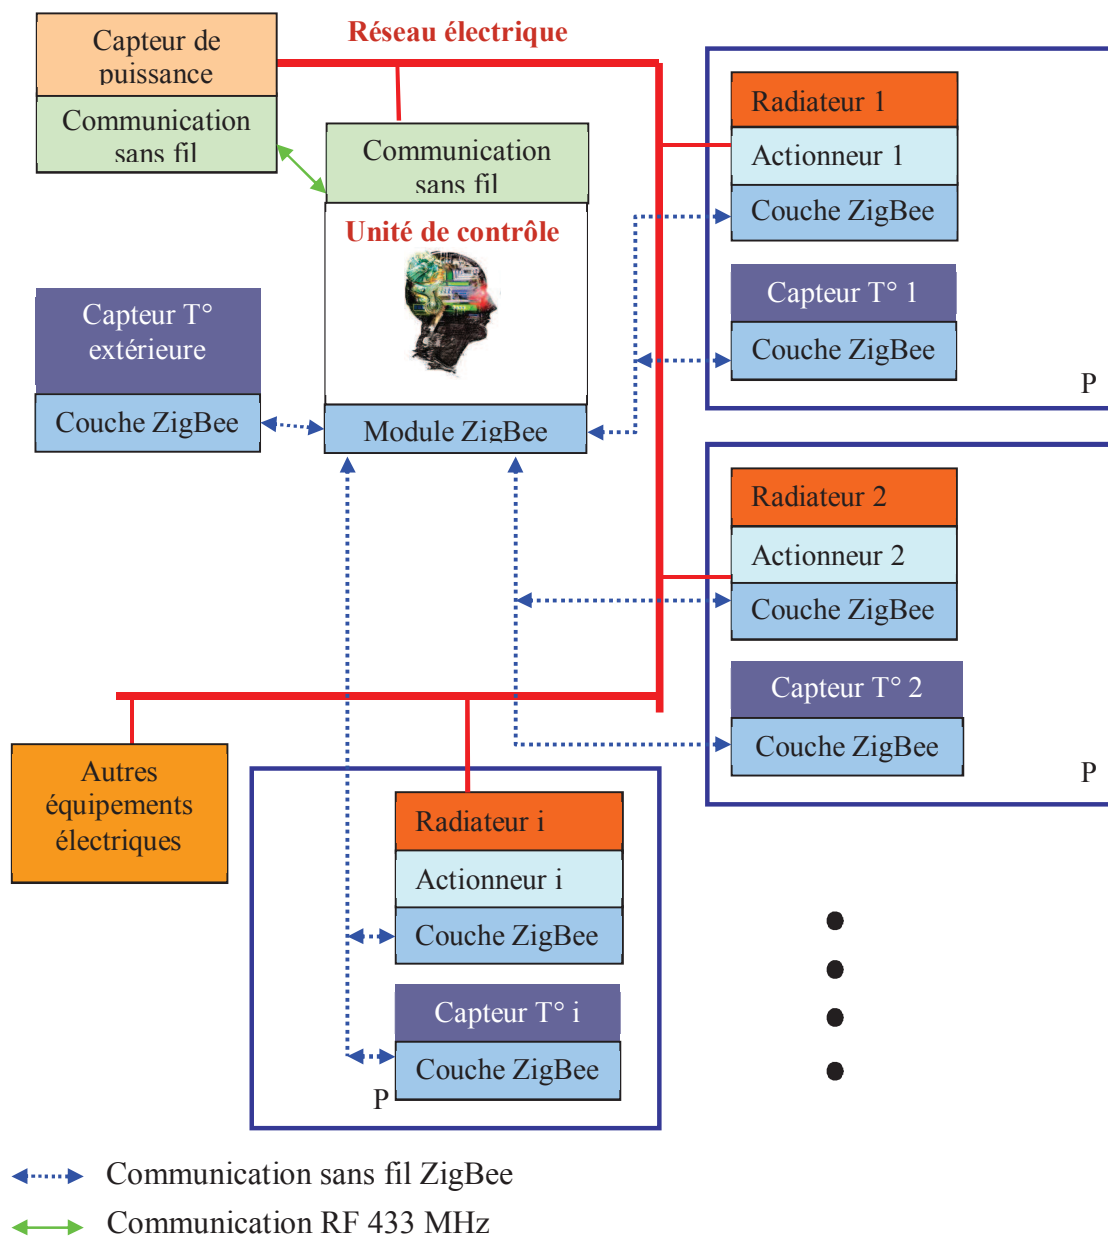 Réseau électrique
Capteur de
puissance
Communication
sans fil
Communication
sans fil
Unité de contrôle
Module ZigBee
Capteur T°
extérieure
Couche ZigBee
Radiateur 1
Actionneur 1
Couche ZigBee
Capteur T° 1
Couche ZigBee
P
Radiateur 2
Actionneur 2
Couche ZigBee
Capteur T° 2
Couche ZigBee
P
Autres
équipements
électriques
Radiateur i
Actionneur i
Couche ZigBee
Capteur T° i
Couche ZigBee
P
Communication sans fil ZigBee
Communication RF 433 MHz